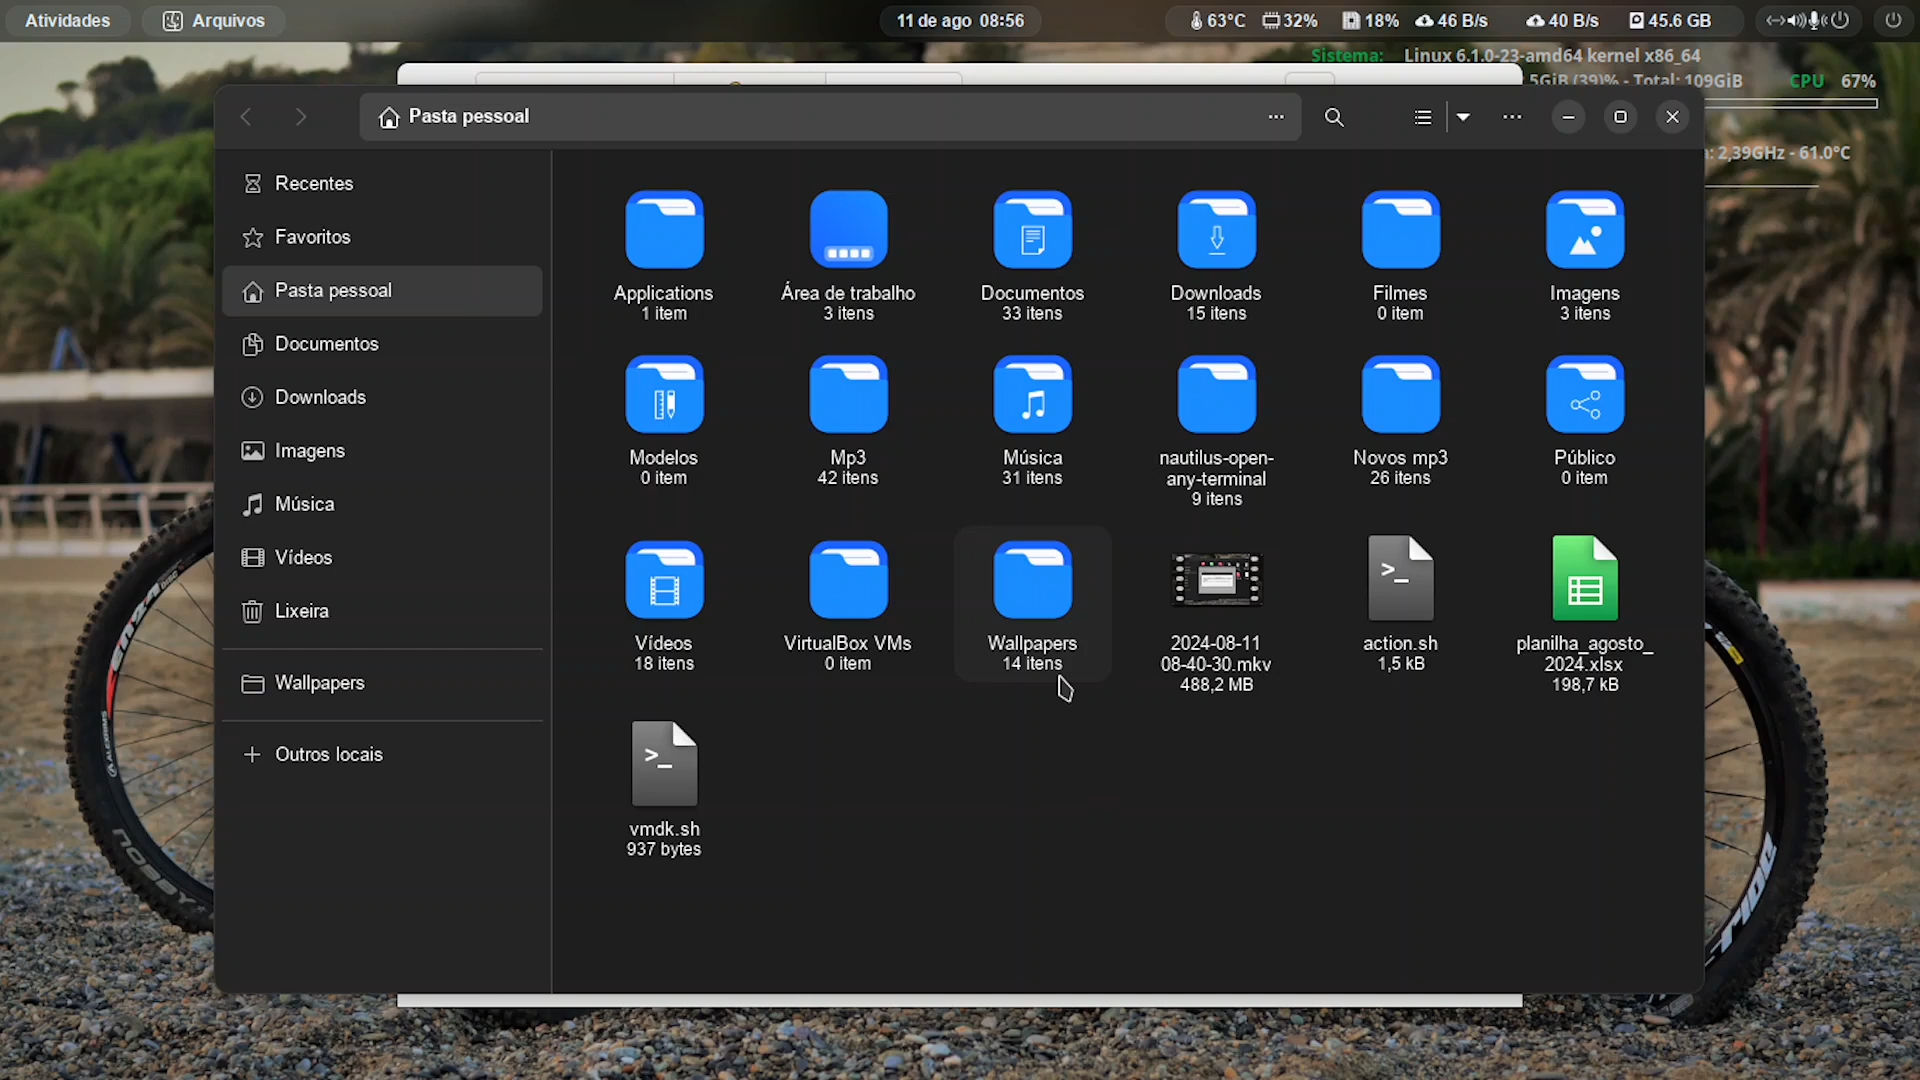 Atividades
Arquivos
11 de ago 08:56
63°C
32%
18%
46 B/s
40 B/s
45.6 GB
Sistema: Linux 6.1.0-23-amd64 kernel x86_64
5GiB (39)% - Total: 109GiB CPU 67%
: 2,39GHz - 61.0°C
Pasta pessoal
Recentes
Favoritos
Pasta pessoal
Documentos
Downloads
Imagens
Música
Vídeos
Lixeira
Wallpapers
Outros locais
Applications
1 item
Área de trabalho
3 itens
Documentos
33 itens
Downloads
15 itens
Filmes
0 item
Imagens
3 itens
Modelos
0 item
Mp3
42 itens
Música
31 itens
nautilus-open-
any-terminal
9 itens
Novos mp3
26 itens
Público
0 item
Vídeos
18 itens
VirtualBox VMs
0 item
Wallpapers
14 itens
2024-08-11
08-40-30.mkv
488,2 MB
action.sh
1,5 kB
planilha_agosto_
2024.xlsx
198,7 kB
vmdk.sh
937 bytes